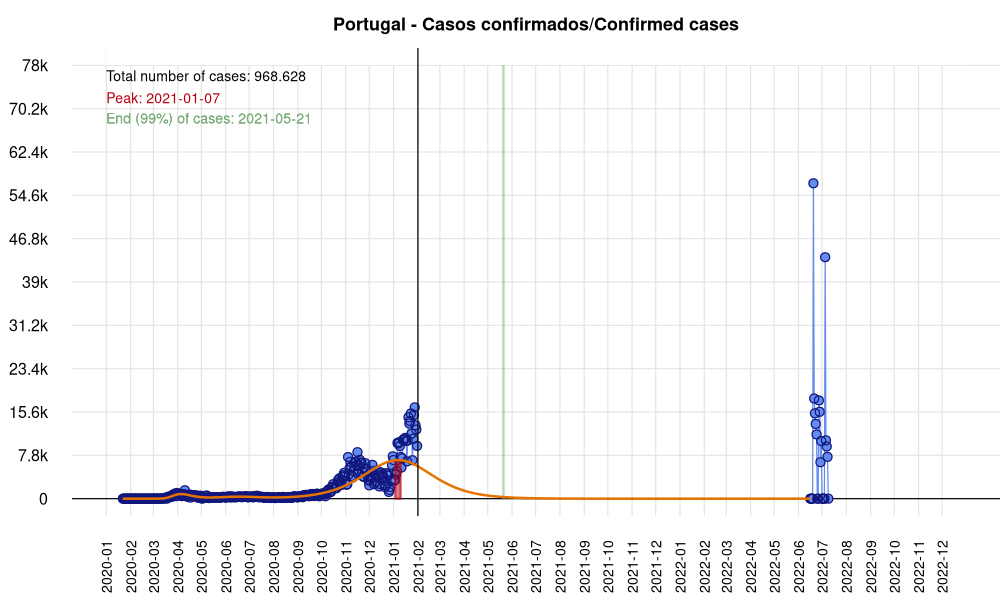 Portugal - Casos confirmados/Confirmed cases
Total number of cases: 968.628
Peak: 2021-01-07
End (99%) of cases: 2021-05-21
78k
70.2k
62.4k
54.6k
46.8k
39k
31.2k
23.4k
15.6k
7.8k
0
2020-01
2020-02
2020-03
2020-04
2020-05
2020-06
2020-07
2020-08
2020-09
2020-10
2020-11
2020-12
2021-01
2021-02
2021-03
2021-04
2021-05
2021-06
2021-07
2021-08
2021-09
2021-10
2021-11
2021-12
2022-01
2022-02
2022-03
2022-04
2022-05
2022-06
2022-07
2022-08
2022-09
2022-10
2022-11
2022-12